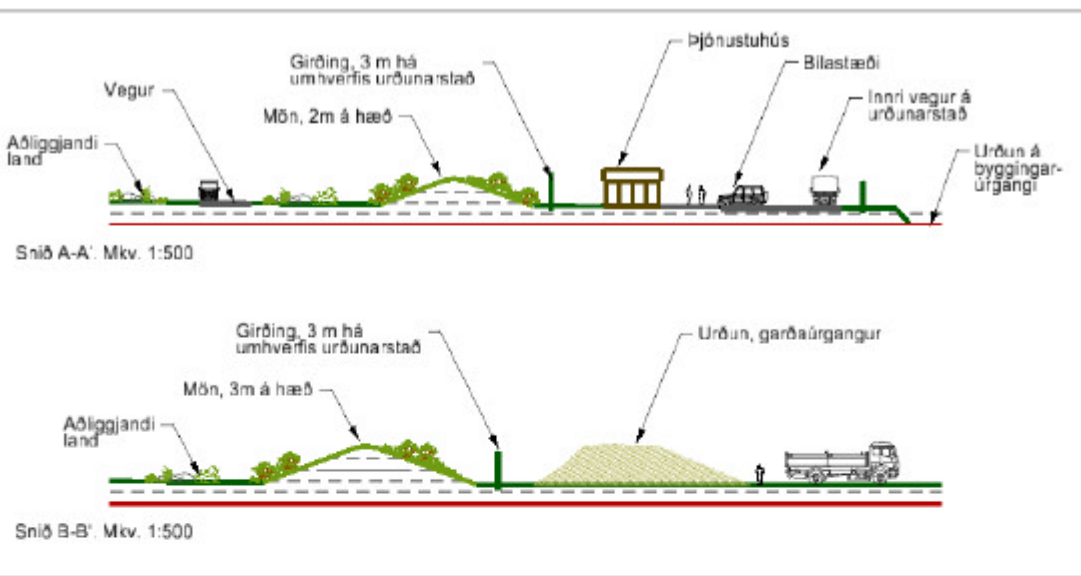 Vegur
Aðliggjandi
land
Girðing, 3 m há
umhverfis urðunarstað
Mön, 2m á hæð
Þjónustuhús
Bílastæði
Innri vegur á
urðunarstað
Urðun á
byggingar-
úrgangi
Snið A-A'. Mkv. 1:500
Girðing, 3 m há
umhverfis urðunarstað
Mön, 3m á hæð
Aðliggjandi
land
Urðun, garðaúrgangur
Snið B-B'. Mkv. 1:500